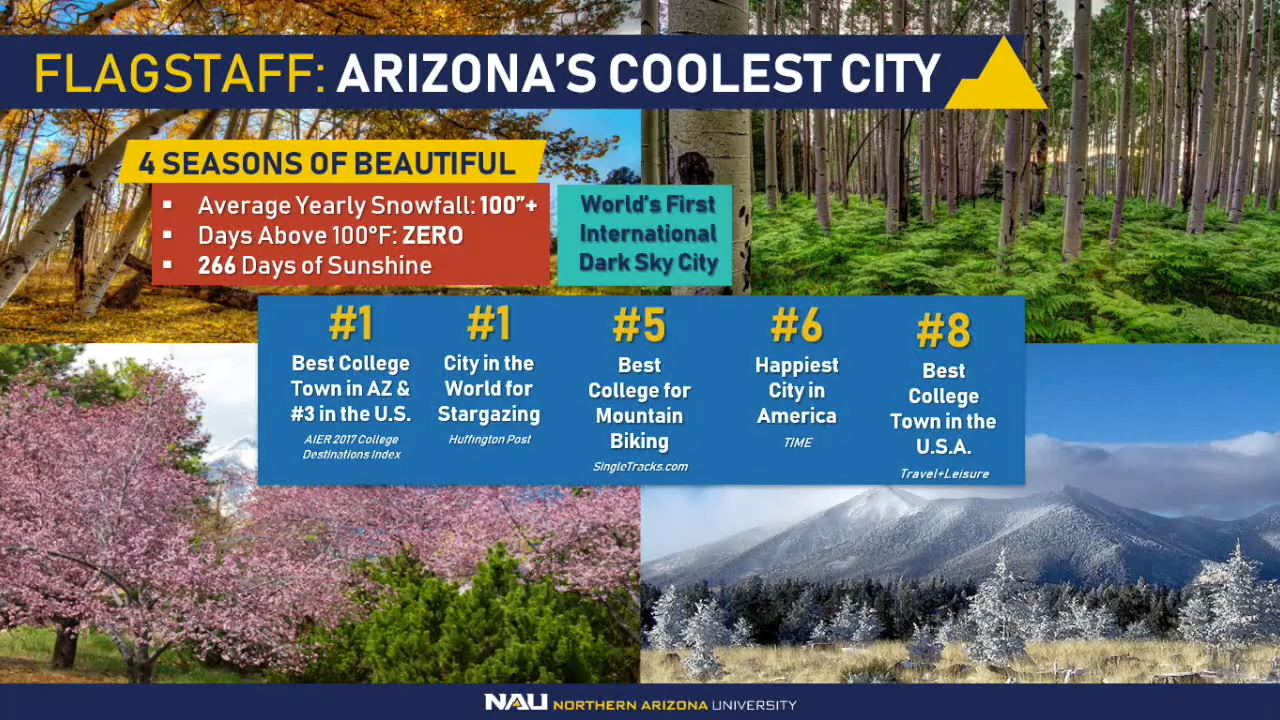 FLAGSTAFF: ARIZONA'S COOLEST CITY
4 SEASONS OF BEAUTIFUL
▪ Average Yearly Snowfall: 100"+
▪ Days Above 100°F: ZERO
▪ 266 Days of Sunshine
World's First
International
Dark Sky City
#1
Best College
Town in AZ &
#3 in the U.S.
AIER 2017 College
Destinations Index
#1
City in the
World for
Stargazing
Huffington Post
#5
Best
College for
Mountain
Biking
SingleTracks.com
#6
Happiest
City in
America
TIME
#8
Best
College
Town in the
U.S.A.
Travel+Leisure
NAU NORTHERN ARIZONA UNIVERSITY